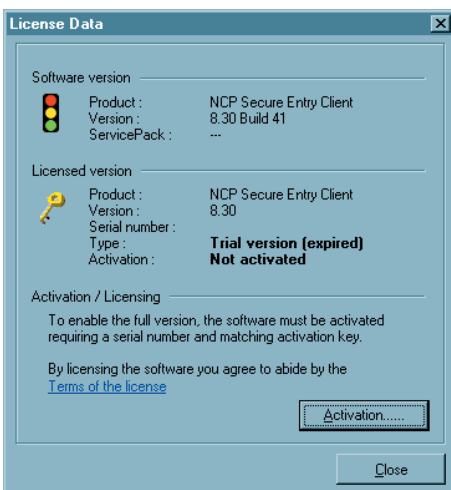 License Data
Software version
Product : NCP Secure Entry Client
Version : 8.30 Build 41
ServicePack : ---
Licensed version
Product : NCP Secure Entry Client
Version : 8.30
Serial number :
Type : Trial version (expired)
Activation : Not activated
Activation / Licensing
To enable the full version, the software must be activated
requiring a serial number and matching activation key.
By licensing the software you agree to abide by the
Terms of the license
Activation......
Close